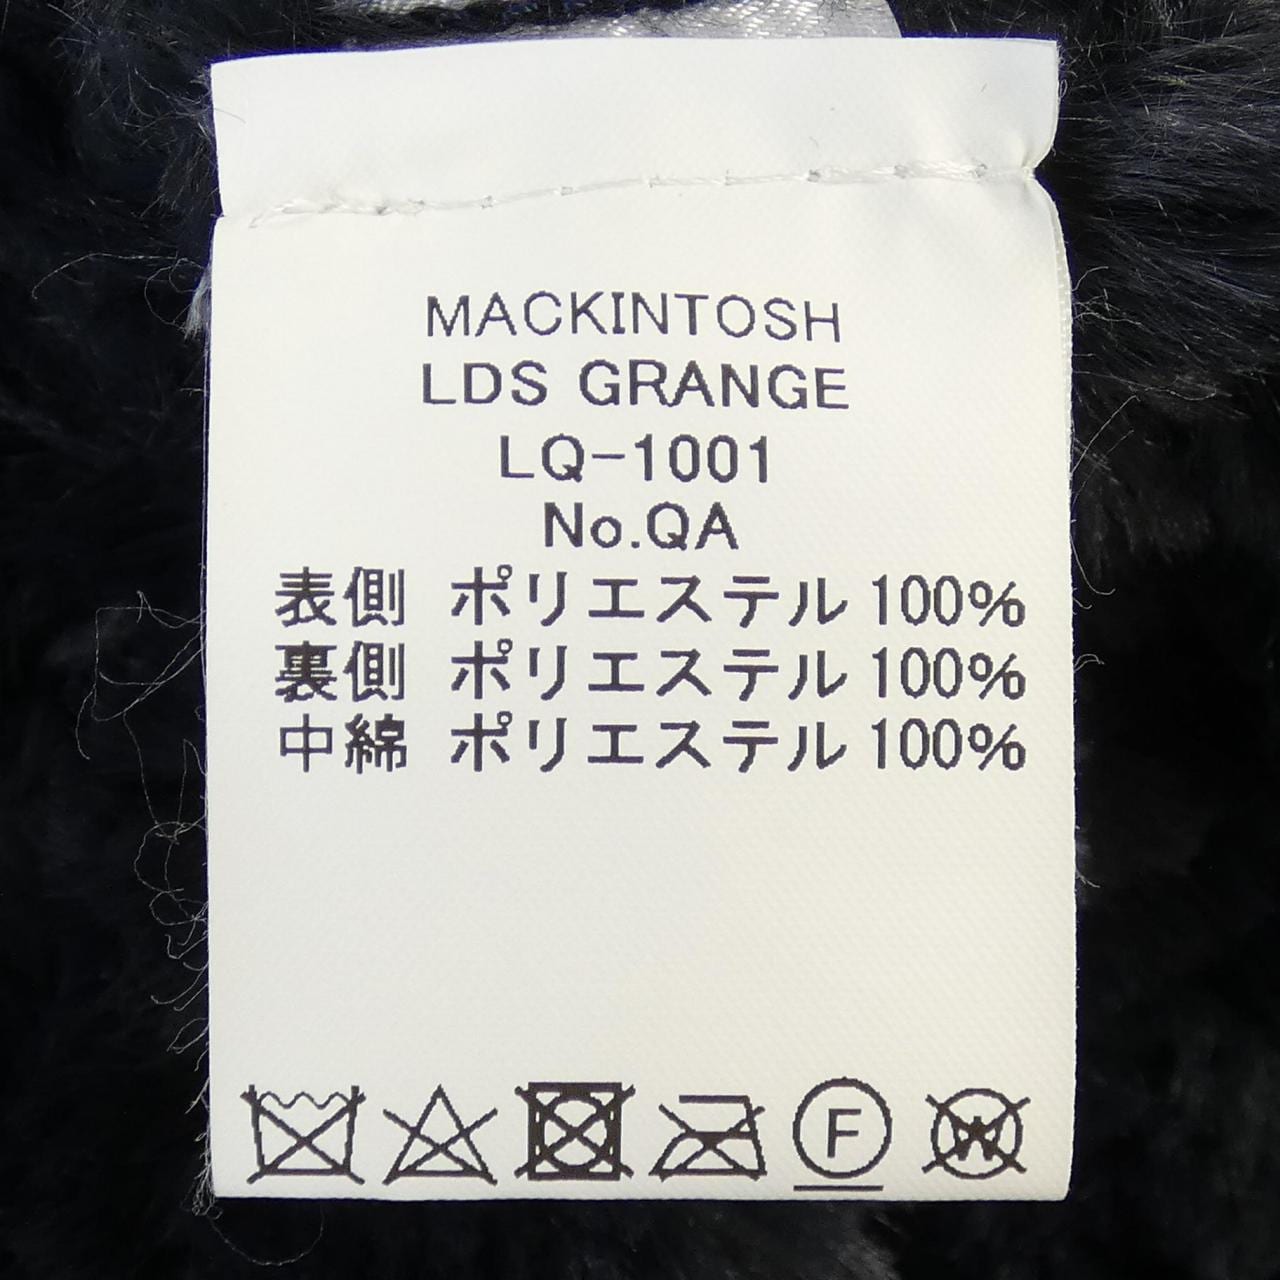 MACKINTOSH
LDS GRANGE
LQ-1001
No.QA
表側 ポリエステル 100%
裏側 ポリエステル 100%
中綿 ポリエステル 100%
F
W